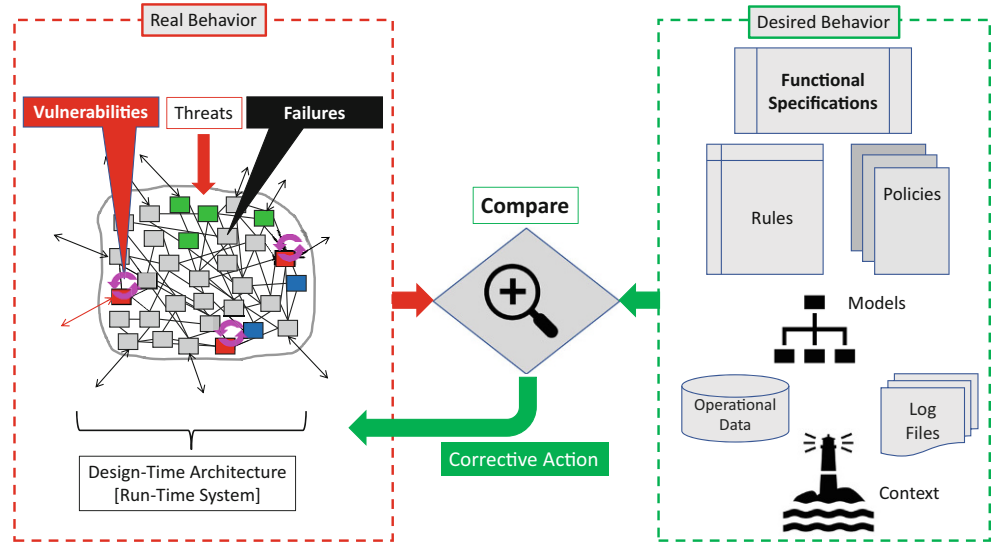 Real Behavior
Vulnerabilities
Threats
Failures
Design-Time Architecture
[Run-Time System]
Compare
Corrective Action
Desired Behavior
Functional
Specifications
Rules
Policies
Models
Operational
Data
Log
Files
Context